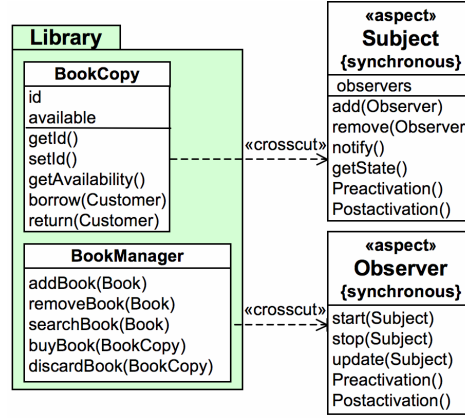 Library
BookCopy
id
available
getId()
setId()
getAvailability()
borrow(Customer)
return(Customer)
BookManager
addBook(Book)
removeBook(Book)
searchBook(Book)
buyBook(BookCopy)
discardBook(BookCopy)
«crosscut»
«crosscut»
«aspect»
Subject
{synchronous}
observers
add(Observer)
remove(Observer
notify()
getState()
Preactivation()
Postactivation()
«aspect»
Observer
{synchronous}
start(Subject)
stop(Subject)
update(Subject)
Preactivation()
Postactivation()